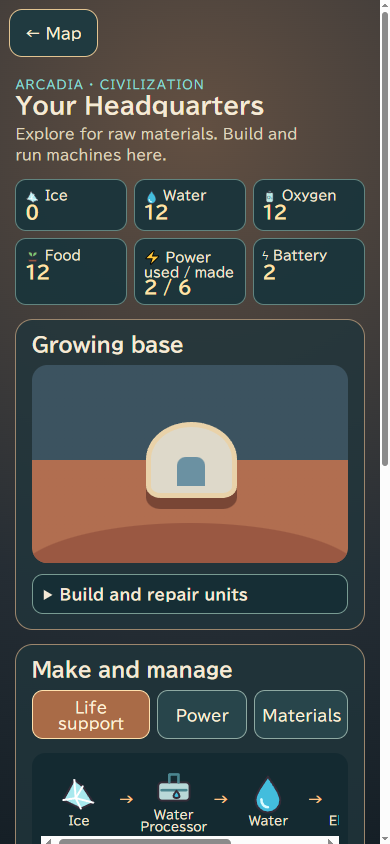 ← Map
ARCADIA · CIVILIZATION
Your Headquarters
Explore for raw materials. Build and
run machines here.
Ice
0
Water
12
Oxygen
12
Food
12
Power
used / made
2 / 6
Battery
2
Growing base
▶ Build and repair units
Make and manage
Life
support
Power
Materials
→
→
→
Ice
Water
Processor
Water